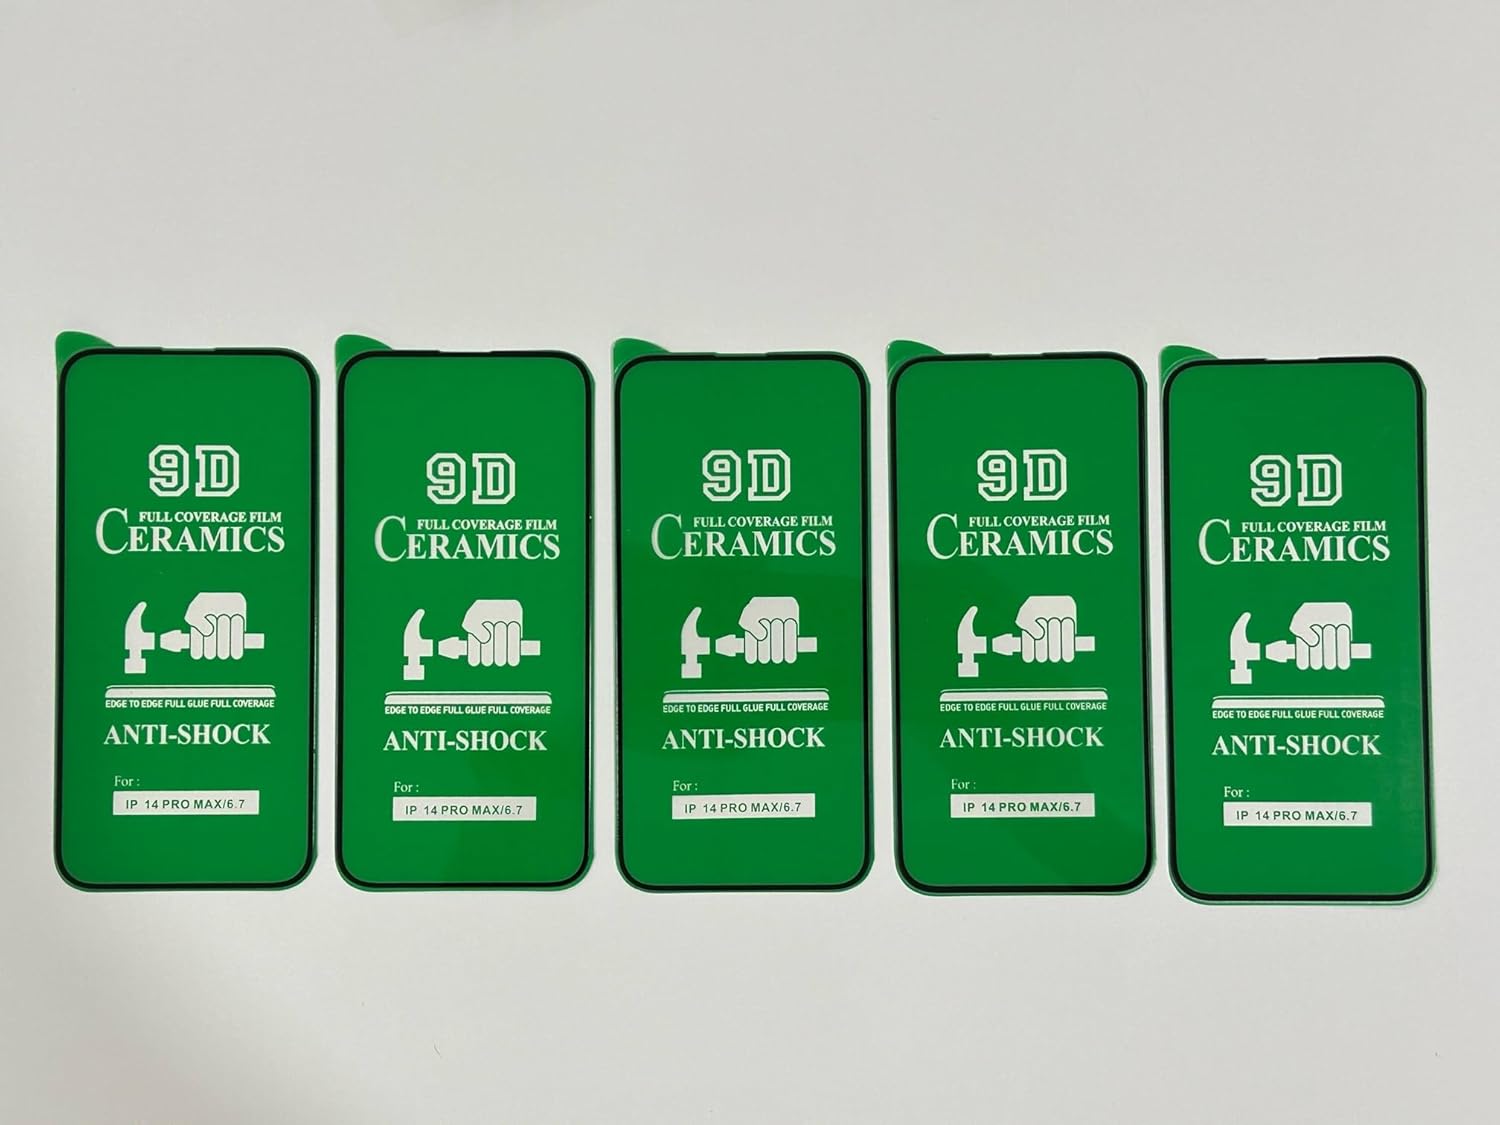 9D
FULL COVERAGE FILM
CERAMICS
EDGE TO EDGE FULL GLUE FULL COVERAGE
ANTI-SHOCK
For :
IP 14 PRO MAX/6.7
9D
FULL COVERAGE FILM
CERAMICS
EDGE TO EDGE FULL GLUE FULL COVERAGE
ANTI-SHOCK
For :
IP 14 PRO MAX/6.7
9D
FULL COVERAGE FILM
CERAMICS
EDGE TO EDGE FULL GLUE FULL COVERAGE
ANTI-SHOCK
For :
IP 14 PRO MAX/6.7
9D
FULL COVERAGE FILM
CERAMICS
EDGE TO EDGE FULL GLUE FULL COVERAGE
ANTI-SHOCK
For :
IP 14 PRO MAX/6.7
9D
FULL COVERAGE FILM
CERAMICS
EDGE TO EDGE FULL GLUE FULL COVERAGE
ANTI-SHOCK
For :
IP 14 PRO MAX/6.7